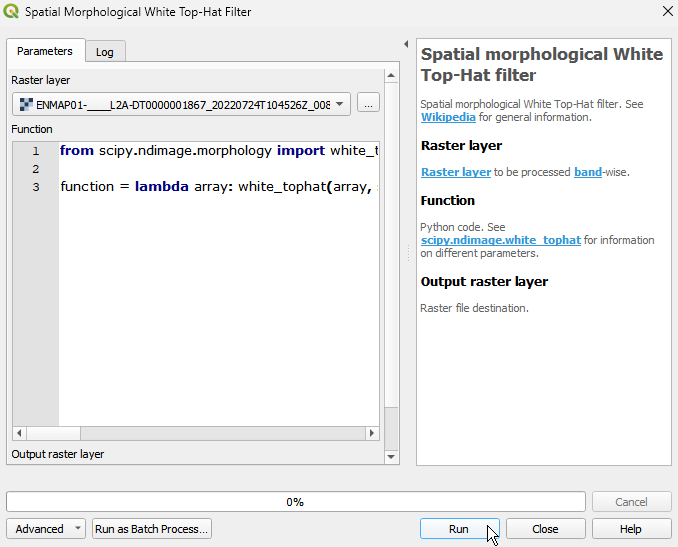 Spatial Morphological White Top-Hat Filter
Parameters
Log
Raster layer
ENMAP01-____L2A-DT0000001867_20220724T104526Z_008
...
Function
1 from scipy.ndimage.morphology import white_t
2
3 function = lambda array: white_tophat(array,
Output raster layer
Spatial morphological White
Top-Hat filter
Spatial morphological White Top-Hat filter. See
Wikipedia for general information.
Raster layer
Raster layer to be processed band-wise.
Function
Python code. See
scipy.ndimage.white_tophat for information
on different parameters.
Output raster layer
Raster file destination.
0%
Cancel
Advanced
Run as Batch Process...
Run
Close
Help